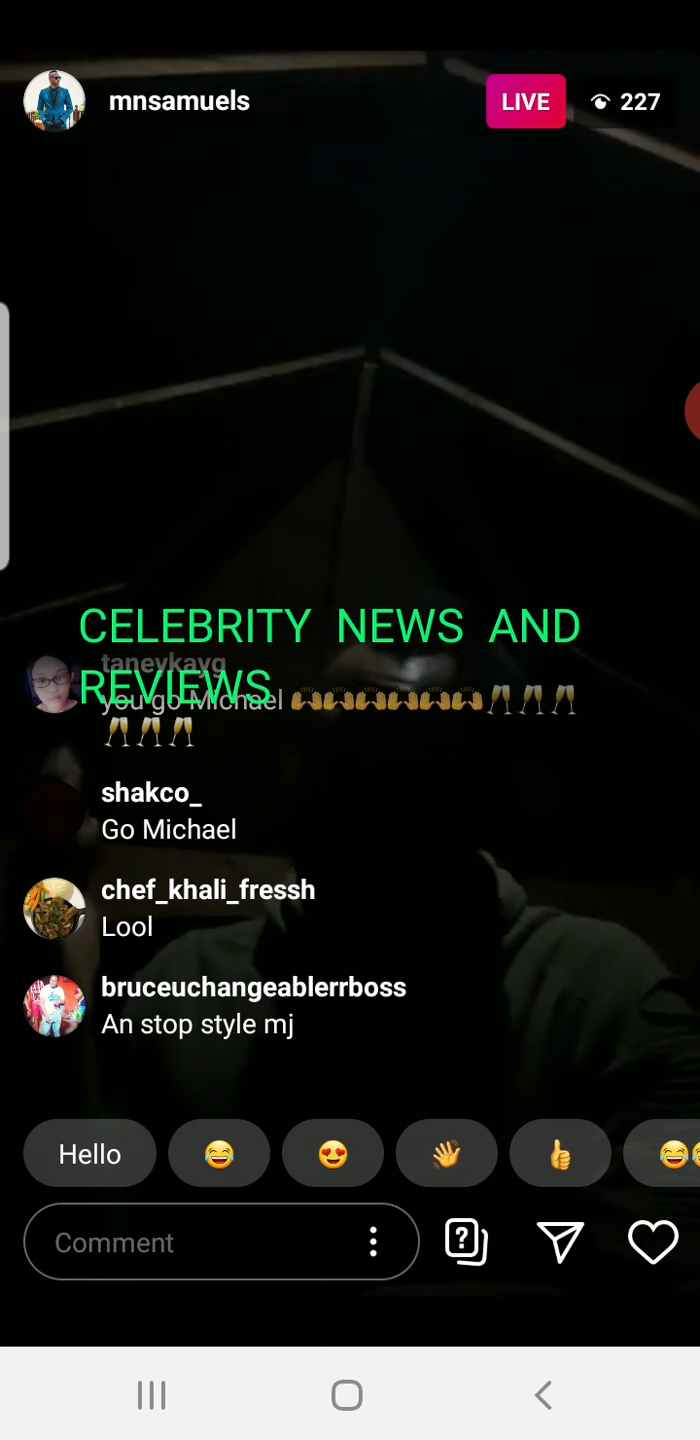 mnsamuels
LIVE
227
CELEBRITY NEWS AND
REVIEWS
taneykayg
you go Michael 🙌🙌🙌🙌🙌🙌🥂🥂🥂
🥂🥂🥂
shakco_
Go Michael
chef_khali_fressh
Lool
bruceuchangeablerrboss
An stop style mj
Hello 😂 😍 👋 👍 😂
Comment